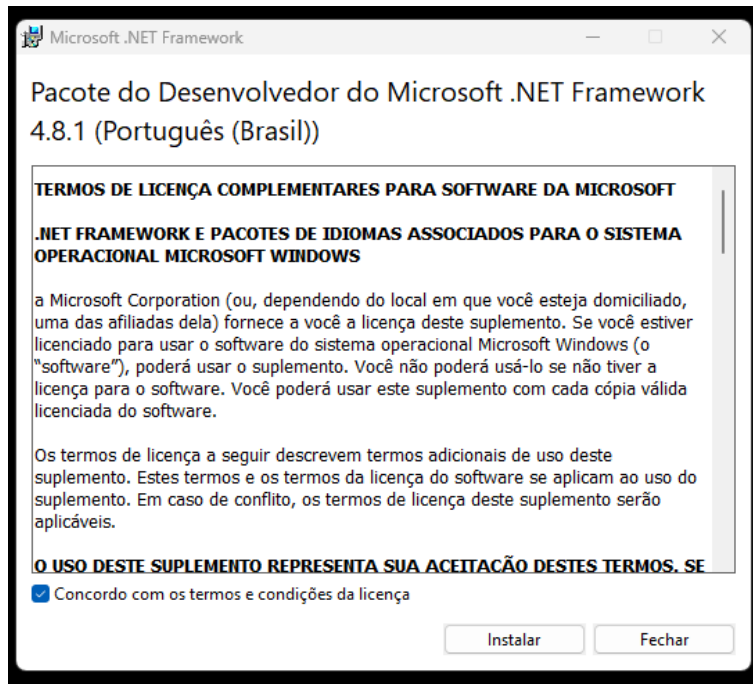 Microsoft .NET Framework
Pacote do Desenvolvedor do Microsoft .NET Framework
4.8.1 (Português (Brasil))
TERMOS DE LICENÇA COMPLEMENTARES PARA SOFTWARE DA MICROSOFT
.NET FRAMEWORK E PACOTES DE IDIOMAS ASSOCIADOS PARA O SISTEMA
OPERACIONAL MICROSOFT WINDOWS
a Microsoft Corporation (ou, dependendo do local em que você esteja domiciliado,
uma das afiliadas dela) fornece a você a licença deste suplemento. Se você estiver
licenciado para usar o software do sistema operacional Microsoft Windows (o
“software”), poderá usar o suplemento. Você não poderá usá-lo se não tiver a
licença para o software. Você poderá usar este suplemento com cada cópia válida
licenciada do software.
Os termos de licença a seguir descrevem termos adicionais de uso deste
suplemento. Estes termos e os termos da licença do software se aplicam ao uso do
suplemento. Em caso de conflito, os termos de licença deste suplemento serão
aplicáveis.
O USO DESTE SUPLEMENTO REPRESENTA SUA ACEITAÇÃO DESTES TERMOS. SE
Concordo com os termos e condições da licença
Instalar
Fechar